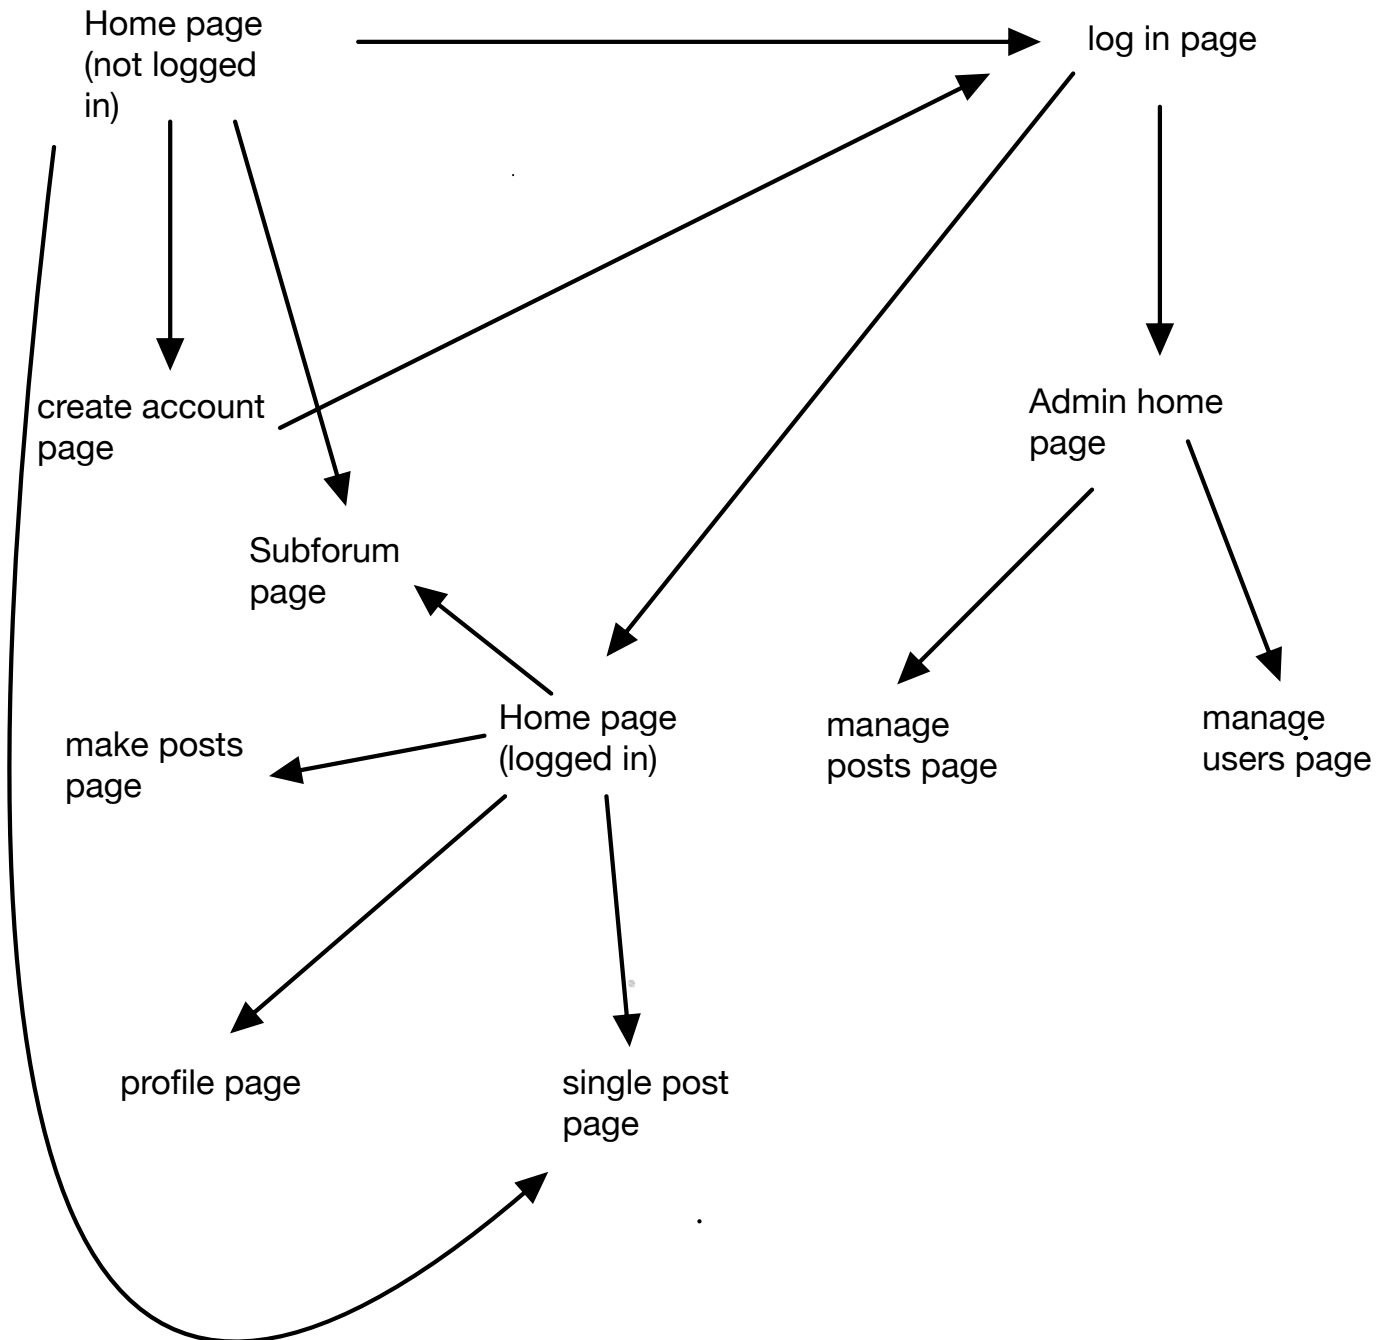 Home page
(not logged
in)
log in page
create account
page
Admin home
page
Subforum
page
Home page
(logged in)
make posts
page
manage
posts page
manage
users page
profile page
single post
page